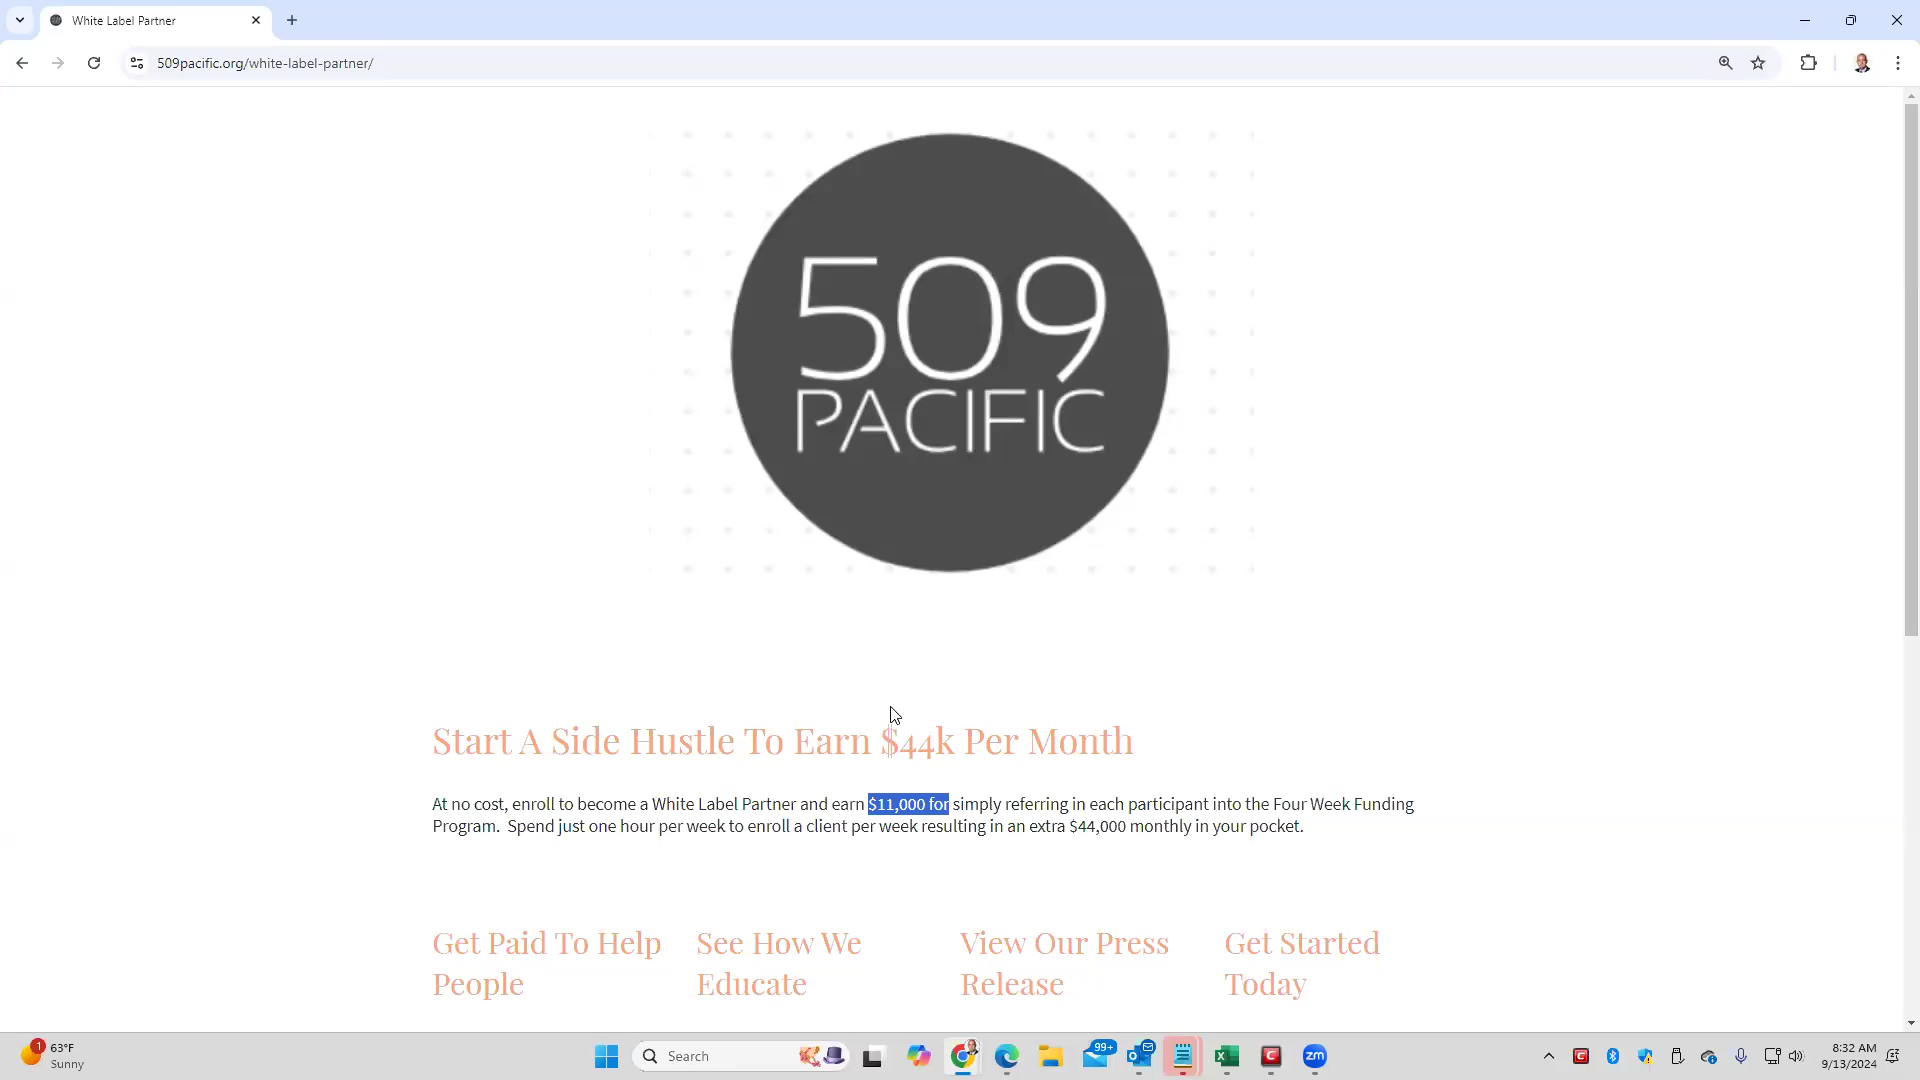 White Label Partner
509pacific.org/white-label-partner/
509
PACIFIC
Start A Side Hustle To Earn $44k Per Month
At no cost, enroll to become a White Label Partner and earn $11,000 for simply referring in each participant into the Four Week Funding
Program.  Spend just one hour per week to enroll a client per week resulting in an extra $44,000 monthly in your pocket.
Get Paid To Help
People
See How We
Educate
View Our Press
Release
Get Started
Today
1
63°F
Sunny
Search
99+
zm
8:32 AM
9/13/2024